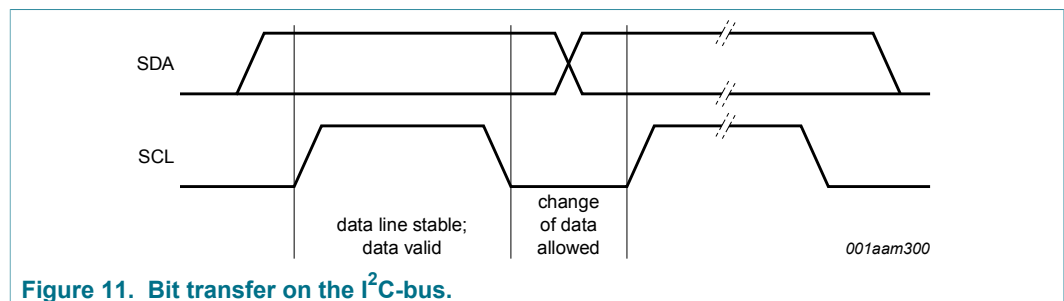 SDA
SCL
data line stable;
data valid
change
of data
allowed
001aam300
Figure 11. Bit transfer on the I²C-bus.